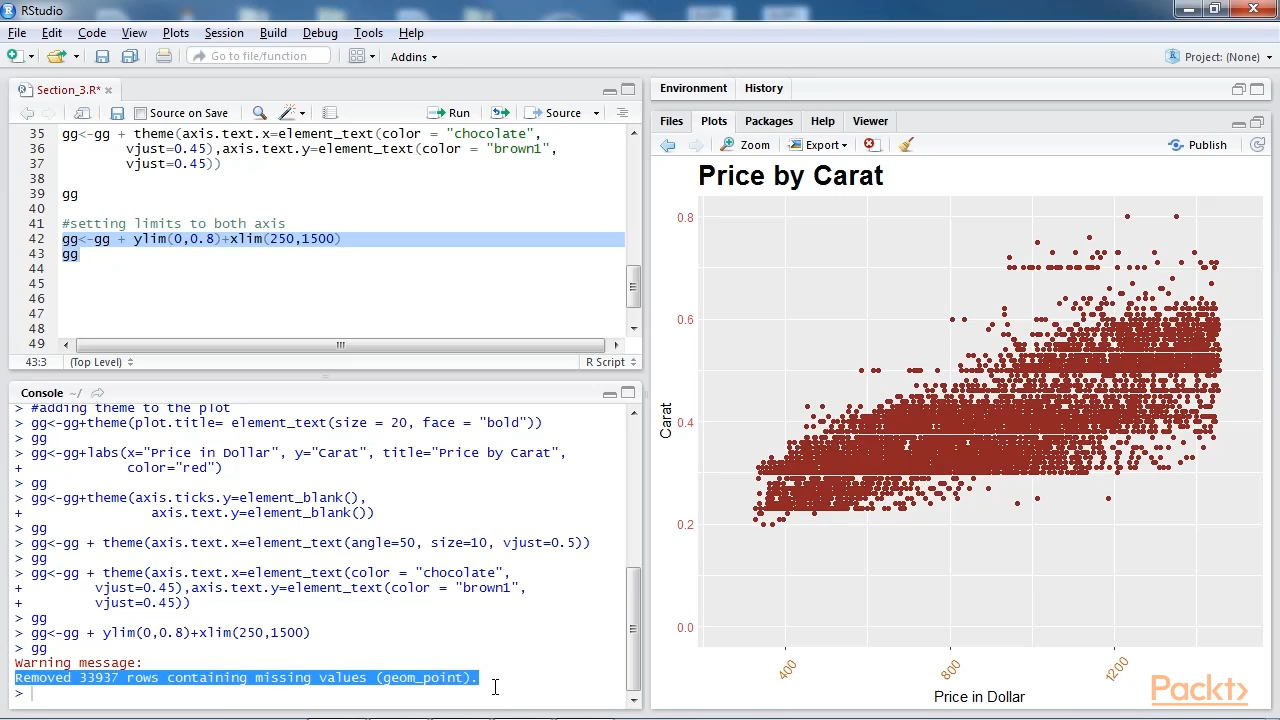 RStudio
File Edit Code View Plots Session Build Debug Tools Help
Go to file/function Addins Project: (None)
Section_3.R*
Source on Save Run Source
35 gg<-gg + theme(axis.text.x=element_text(color = "chocolate",
36 vjust=0.45),axis.text.y=element_text(color = "brown1",
37 vjust=0.45))
38
39 gg
40
41 #setting limits to both axis
42 gg<-gg + ylim(0,0.8)+xlim(250,1500)
43 gg
44
45
46
47
48
49
43:3 (Top Level) R Script
Console ~/
> #adding theme to the plot
> gg<-gg+theme(plot.title= element_text(size = 20, face = "bold"))
> gg
> gg<-gg+labs(x="Price in Dollar", y="Carat", title="Price by Carat",
+ color="red")
> gg
> gg<-gg+theme(axis.ticks.y=element_blank(),
+ axis.text.y=element_blank())
> gg
> gg<-gg + theme(axis.text.x=element_text(angle=50, size=10, vjust=0.5))
> gg
> gg<-gg + theme(axis.text.x=element_text(color = "chocolate",
+ vjust=0.45),axis.text.y=element_text(color = "brown1",
+ vjust=0.45))
> gg
> gg<-gg + ylim(0,0.8)+xlim(250,1500)
> gg
Warning message:
Removed 33937 rows containing missing values (geom_point).
>
Environment History
Files Plots Packages Help Viewer
Zoom Export Publish
Price by Carat
0.8
0.6
0.4
0.2
0.0
Carat
400 800 1200
Price in Dollar
Packt>